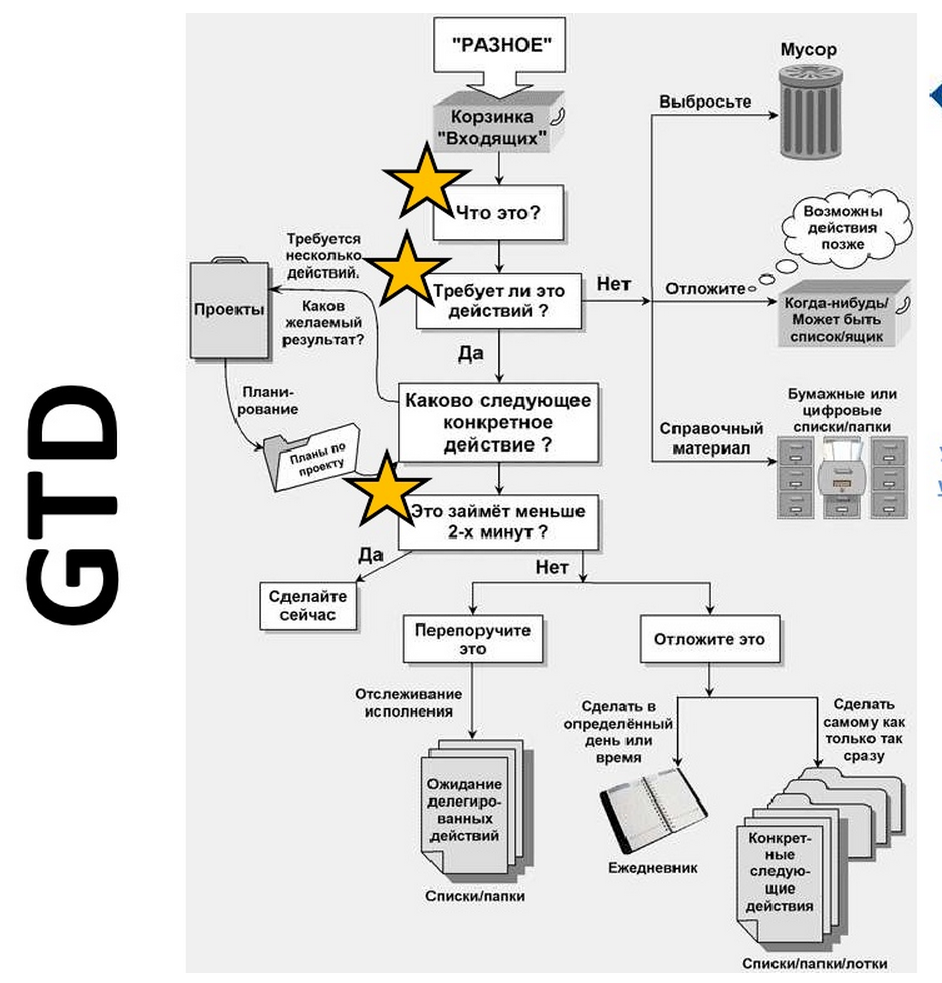 GTD
"РАЗНОЕ"
Корзинка
"Входящих"
Что это?
Требует ли это
действий ?
Нет
Да
Выбросьте
Мусор
Отложите
Возможны
действия
позже
Когда-нибудь/
Может быть
список/ящик
Справочный
материал
Бумажные или
цифровые
списки/папки
Каково следующее
конкретное
действие ?
Требуется
несколько
действий.
Каков
желаемый
результат?
Проекты
Плани-
рование
Планы по
проекту
Это займёт меньше
2-х минут ?
Да
Нет
Сделайте
сейчас
Перепоручите
это
Отслеживание
исполнения
Ожидание
делегиро-
ванных
действий
Списки/папки
Отложите это
Сделать в
определённый
день или
время
Ежедневник
Сделать
самому как
только так
сразу
Конкрет-
ные
следую-
щие
действия
Списки/папки/лотки